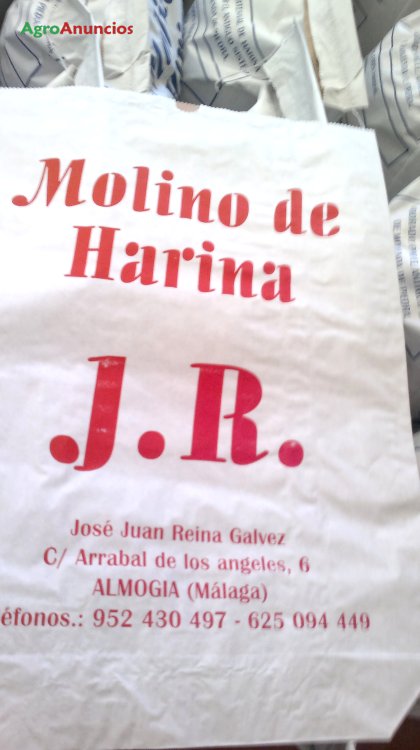 AgroAnuncios
Molino de
Harina
J.R.
José Juan Reina Galvez
C/ Arrabal de los angeles, 6
ALMOGIA (Málaga)
éfonos.: 952 430 497 - 625 094 449